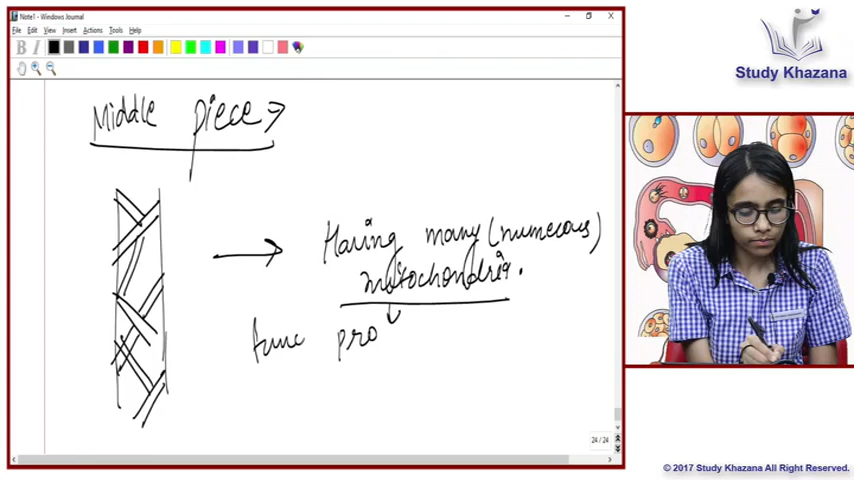 Note1 - Windows Journal
File Edit View Insert Actions Tools Help
B I
Study Khazana
Middle piece →
Having many (numerous)
mitochondria.
func pro
24 / 24
© 2017 Study Khazana All Right Reserved.